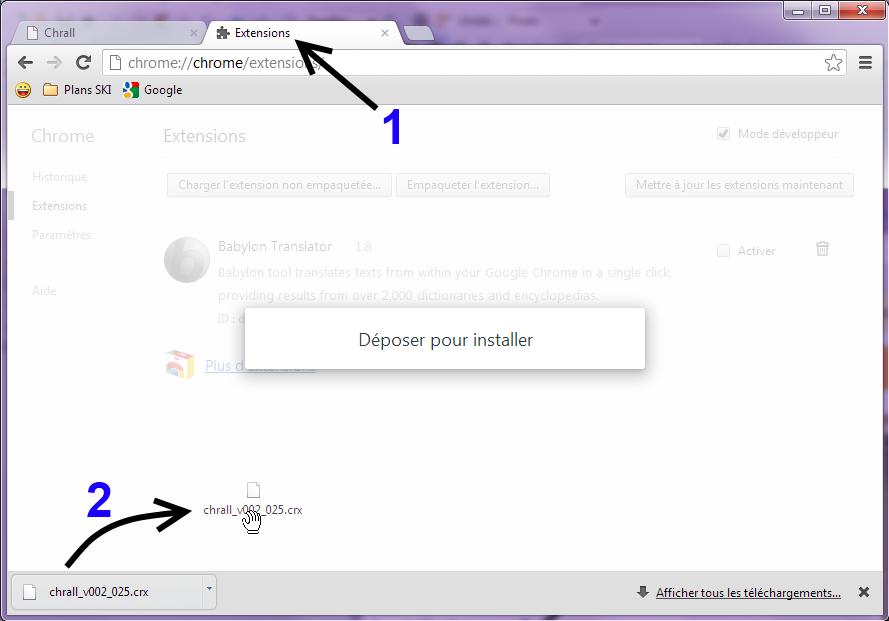 Chrall
Extensions
chrome://chrome/extensions/
Plans SKI
Google
1
Chrome
Extensions
Mode développeur
Historique
Charger l'extension non empaquetée...
Empaqueter l'extension...
Mettre à jour les extensions maintenant
Extensions
Paramètres
Babylon Translator 1.8
Activer
Babylon tool translates texts from within your Google Chrome in a single click,
providing results from over 2,000 dictionaries and encyclopedias.
Aide
ID :
Déposer pour installer
Plus d'extensions
2
chrall_v002_025.crx
chrall_v002_025.crx
Afficher tous les téléchargements...